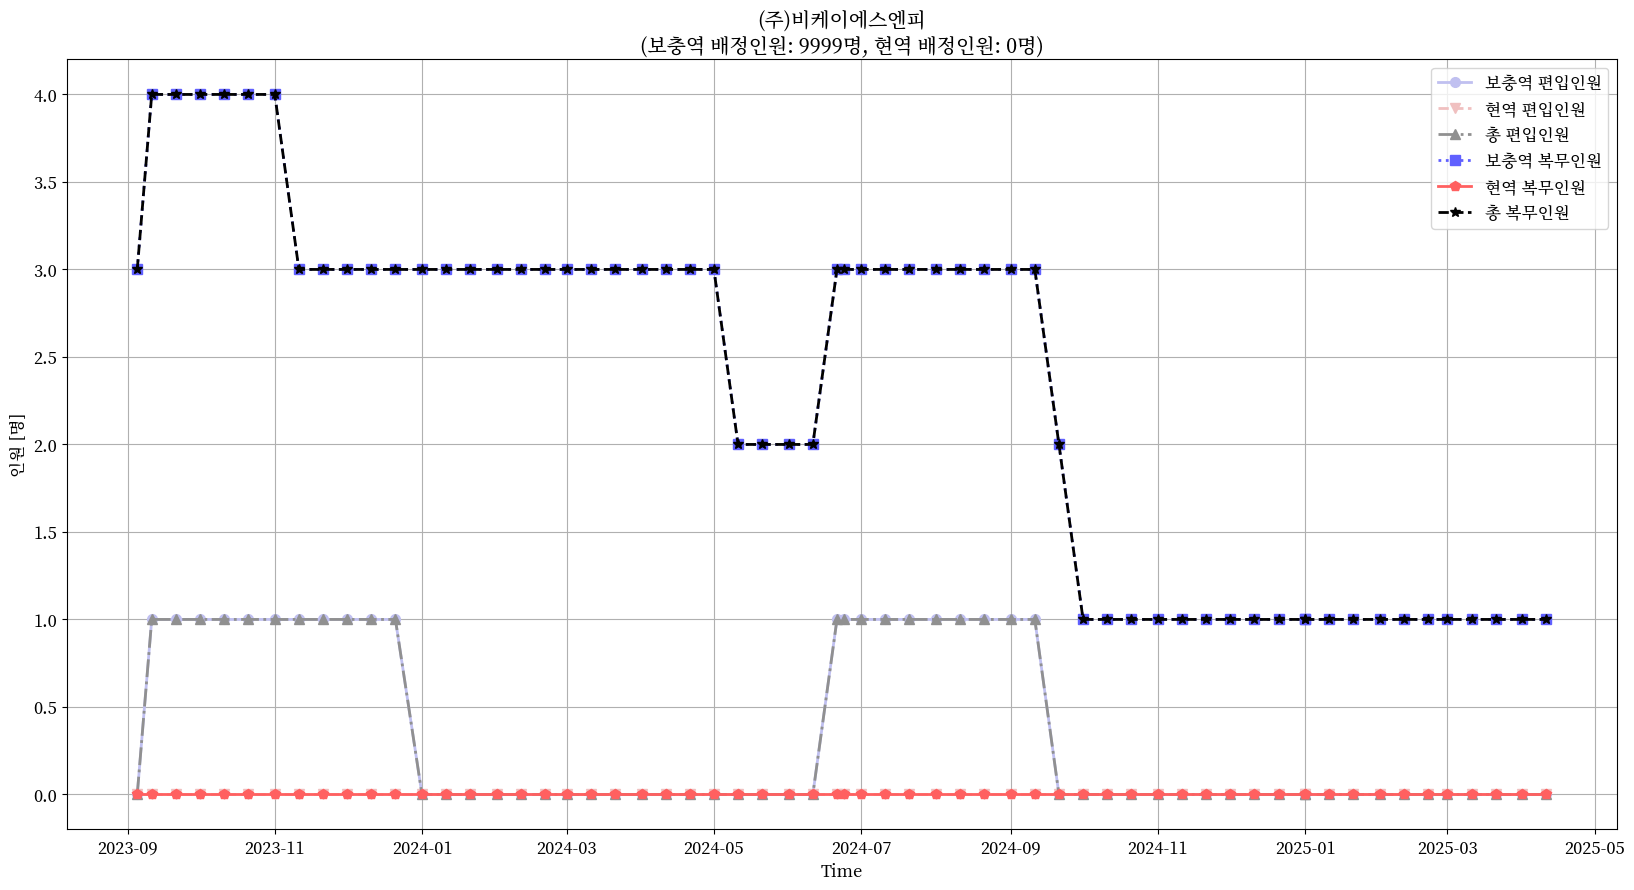 (주)비케이에스엔피
(보충역 배정인원: 9999명, 현역 배정인원: 0명)
보충역 편입인원
현역 편입인원
총 편입인원
보충역 복무인원
현역 복무인원
총 복무인원
인원 [명]
4.0
3.5
3.0
2.5
2.0
1.5
1.0
0.5
0.0
2023-09
2023-11
2024-01
2024-03
2024-05
2024-07
2024-09
2024-11
2025-01
2025-03
2025-05
Time